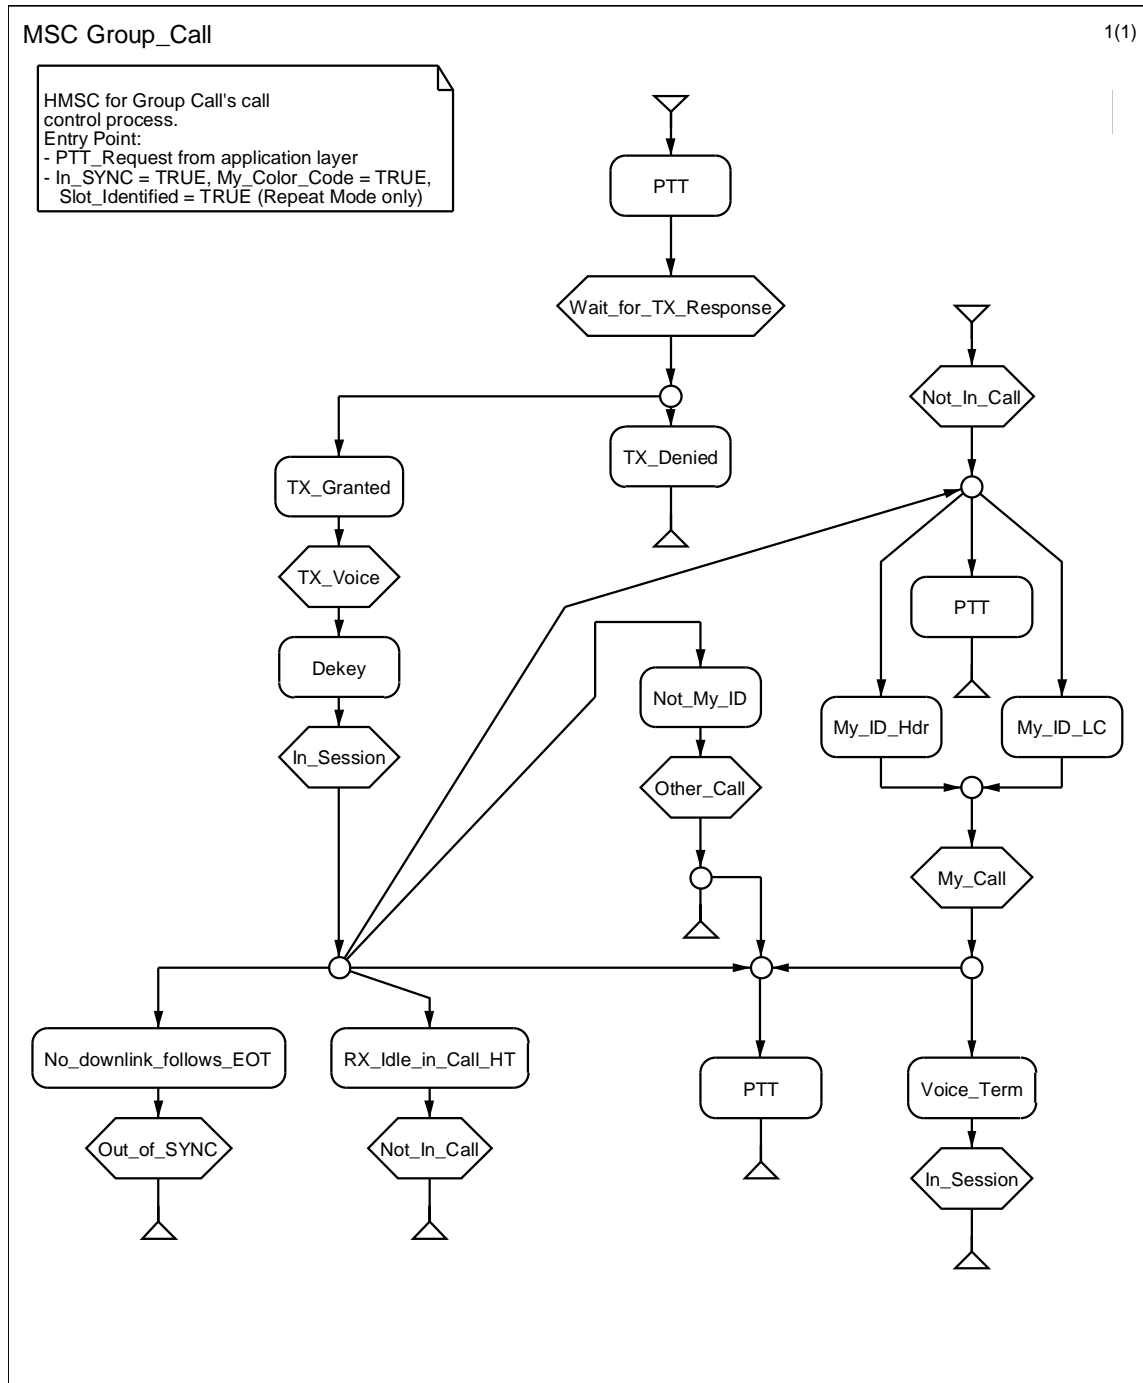 MSC Group_Call
1(1)
HMSC for Group Call's call
control process.
Entry Point:
- PTT_Request from application layer
- In_SYNC = TRUE, My_Color_Code = TRUE,
Slot_Identified = TRUE (Repeat Mode only)
PTT
Wait_for_TX_Response
Not_In_Call
TX_Denied
TX_Granted
TX_Voice
PTT
Dekey
Not_My_ID
My_ID_Hdr
My_ID_LC
In_Session
Other_Call
My_Call
No_downlink_follows_EOT
RX_Idle_in_Call_HT
PTT
Voice_Term
Out_of_SYNC
Not_In_Call
In_Session